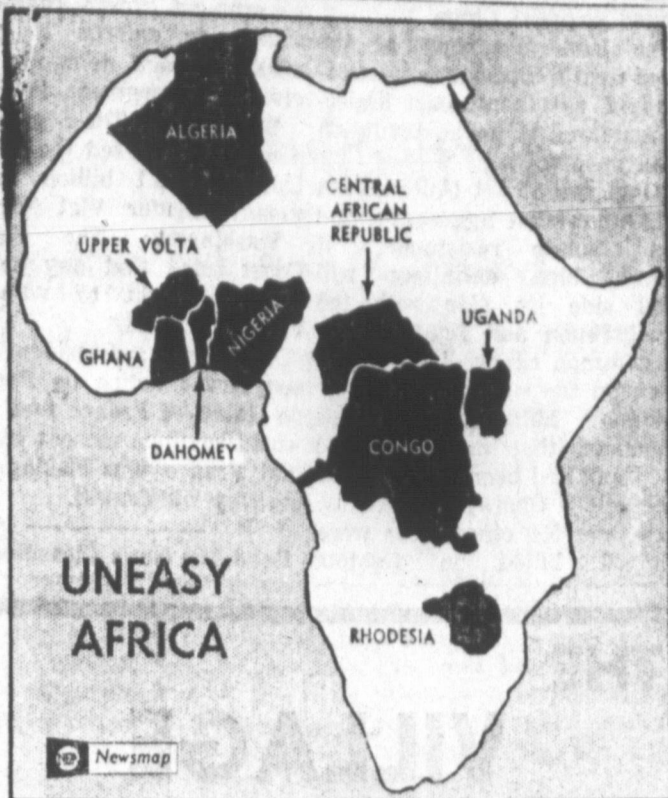 ALGERIA
CENTRAL
AFRICAN
REPUBLIC
UPPER VOLTA
NIGERIA
UGANDA
GHANA
DAHOMEY
CONGO
UNEASY
AFRICA
RHODESIA
Newsmap